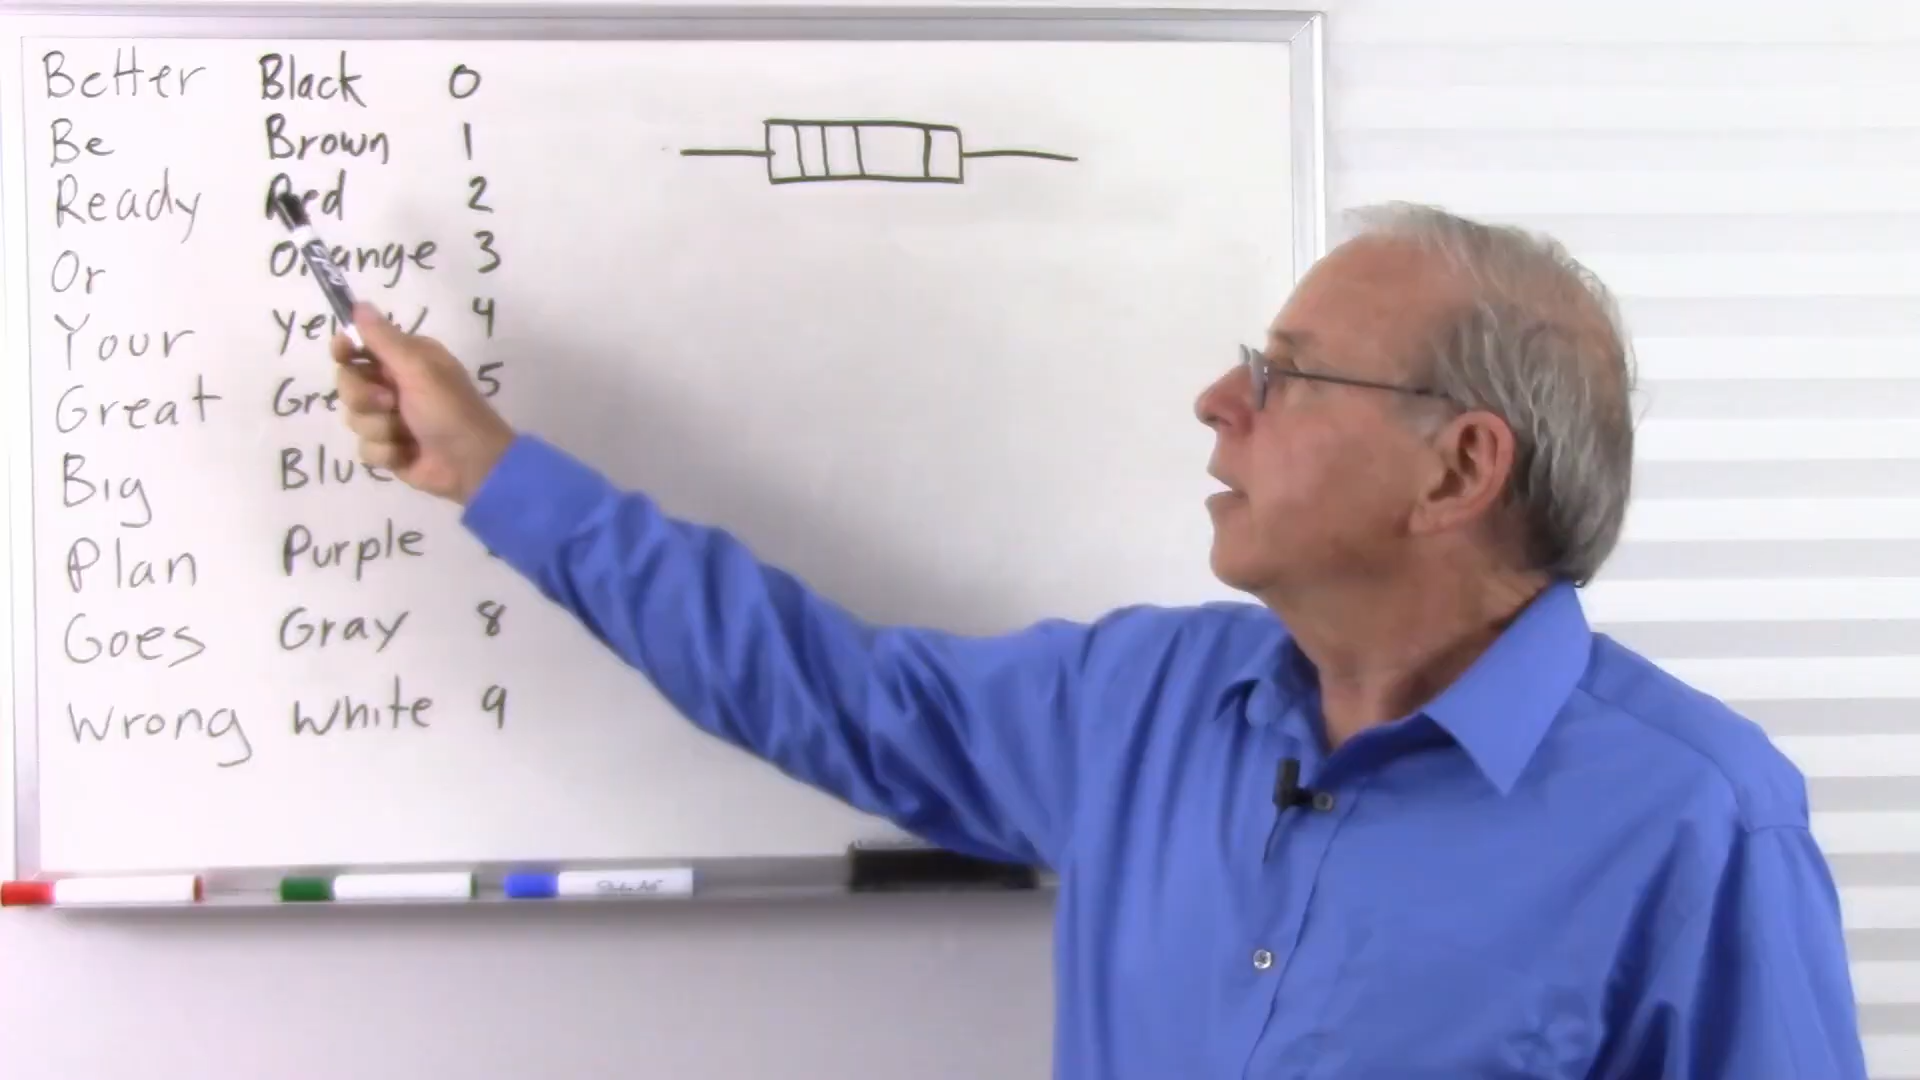 Better Black 0
Be Brown 1
Ready Red 2
Or Orange 3
Your Yellow 4
Great 5
Big Blue
Plan Purple
Goes Gray 8
Wrong White 9